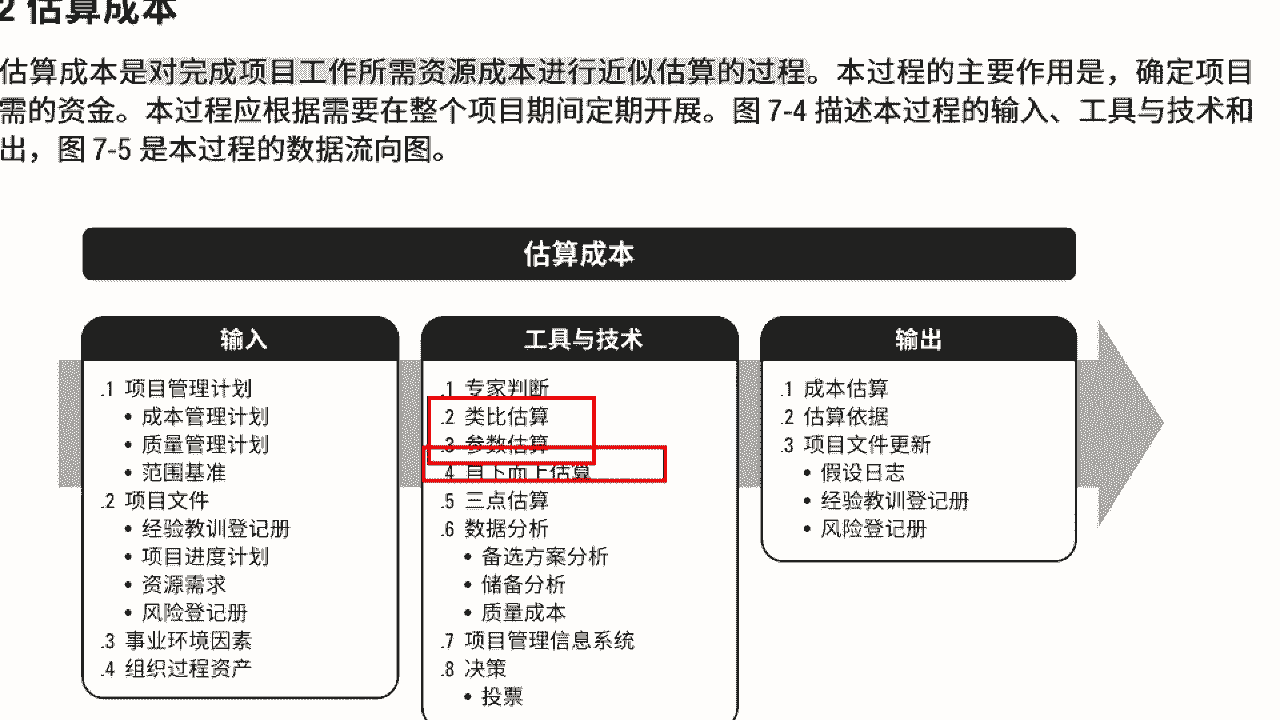 2 估算成本
估算成本是对完成项目工作所需资源成本进行近似估算的过程。本过程的主要作用是，确定项目
需的资金。本过程应根据需要在整个项目期间定期开展。图 7-4 描述本过程的输入、工具与技术和
出，图 7-5 是本过程的数据流向图。
估算成本
输入
.1 项目管理计划
• 成本管理计划
• 质量管理计划
• 范围基准
.2 项目文件
• 经验教训登记册
• 项目进度计划
• 资源需求
• 风险登记册
.3 事业环境因素
.4 组织过程资产
工具与技术
.1 专家判断
.2 类比估算
.3 参数估算
.4 自下而上估算
.5 三点估算
.6 数据分析
• 备选方案分析
• 储备分析
• 质量成本
.7 项目管理信息系统
.8 决策
• 投票
输出
.1 成本估算
.2 估算依据
.3 项目文件更新
• 假设日志
• 经验教训登记册
• 风险登记册